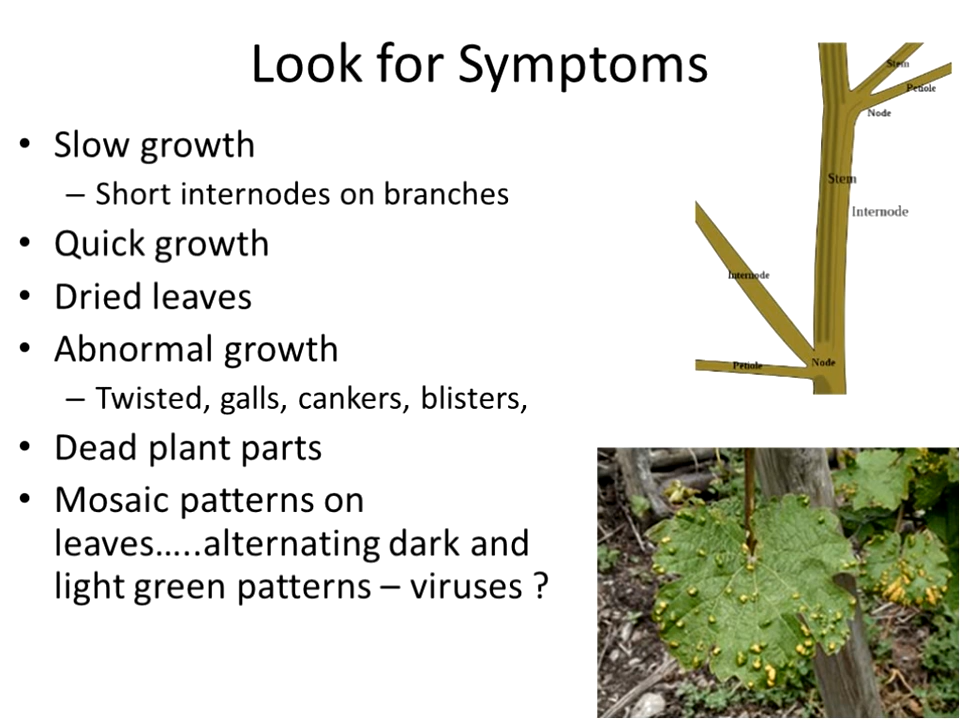 Look for Symptoms
• Slow growth
– Short internodes on branches
• Quick growth
• Dried leaves
• Abnormal growth
– Twisted, galls, cankers, blisters,
• Dead plant parts
• Mosaic patterns on
leaves…..alternating dark and
light green patterns – viruses ?
Stem
Petiole
Node
Stem
Internode
Internode
Node
Petiole